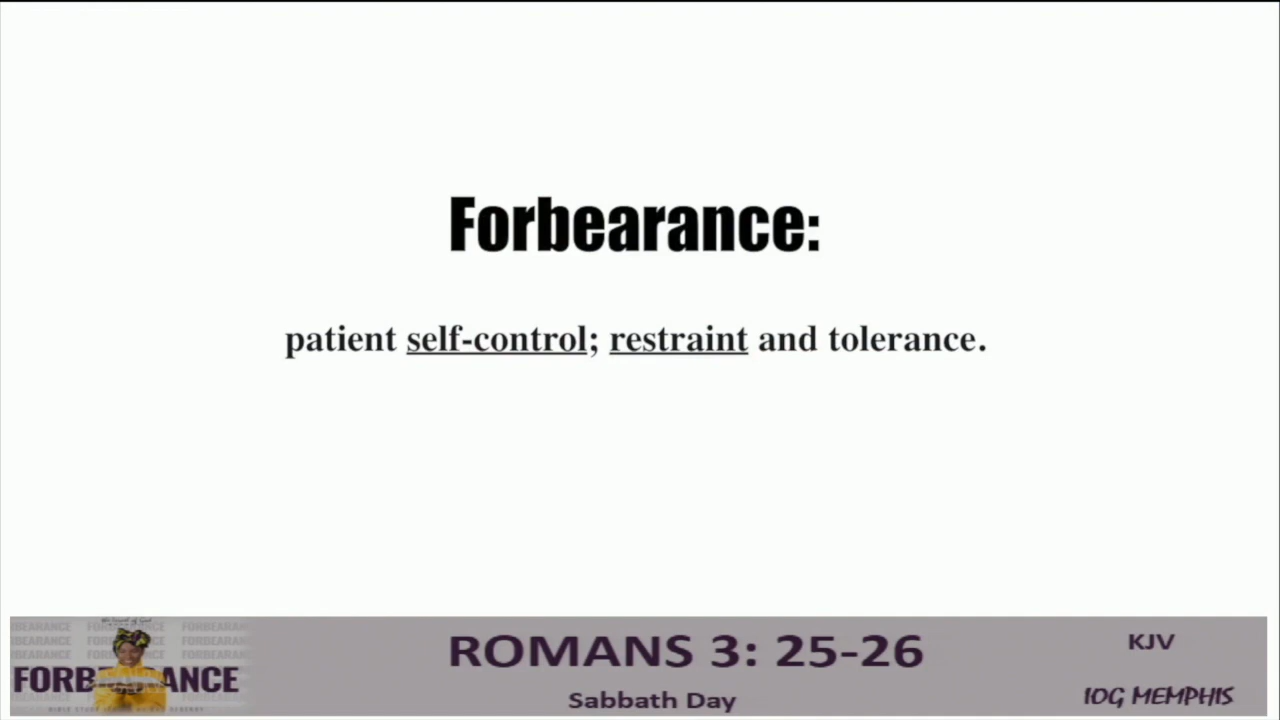 Forbearance:
patient self-control; restraint and tolerance.
FORBEARANCE
ROMANS 3: 25-26
Sabbath Day
KJV
IOG MEMPHIS